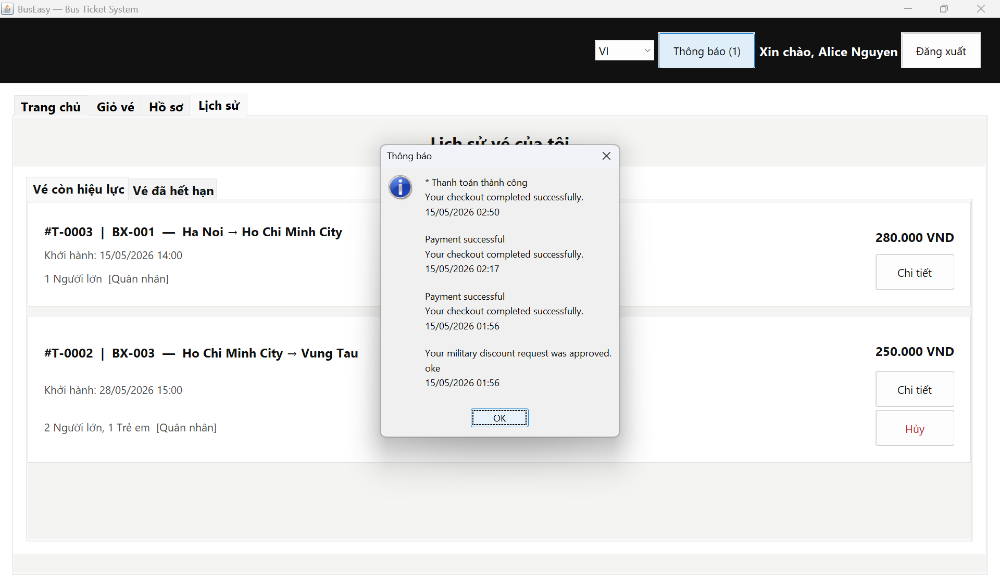 BusEasy — Bus Ticket System
VI
Thông báo (1)
Xin chào, Alice Nguyen
Đăng xuất
Trang chủ
Giỏ vé
Hồ sơ
Lịch sử
Lịch sử vé của tôi
Vé còn hiệu lực
Vé đã hết hạn
#T-0003 | BX-001 — Ha Noi → Ho Chi Minh City
Khởi hành: 15/05/2026 14:00
1 Người lớn [Quân nhân]
280.000 VND
Chi tiết
#T-0002 | BX-003 — Ho Chi Minh City → Vung Tau
Khởi hành: 28/05/2026 15:00
2 Người lớn, 1 Trẻ em [Quân nhân]
250.000 VND
Chi tiết
Hủy
Thông báo
* Thanh toán thành công
Your checkout completed successfully.
15/05/2026 02:50
Payment successful
Your checkout completed successfully.
15/05/2026 02:17
Payment successful
Your checkout completed successfully.
15/05/2026 01:56
Your military discount request was approved.
oke
15/05/2026 01:56
OK